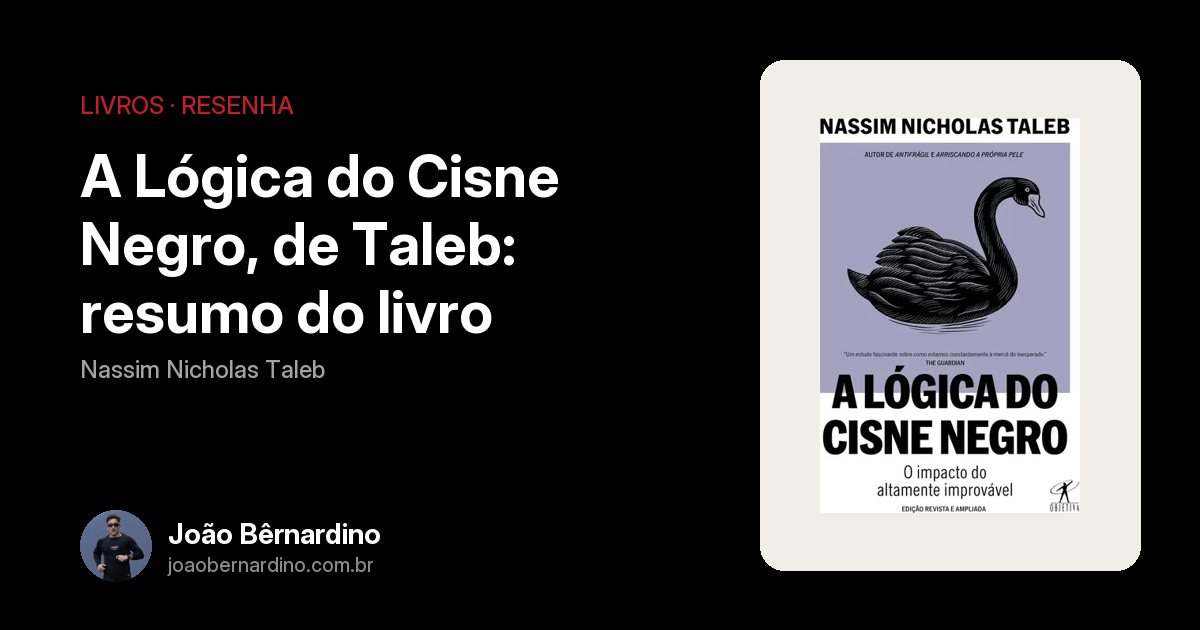 LIVROS · RESENHA
A Lógica do Cisne
Negro, de Taleb:
resumo do livro
Nassim Nicholas Taleb
João Bêrnardino
joaobernardino.com.br
NASSIM NICHOLAS TALEB
AUTOR DE ANTIFRÁGIL E ARRISCANDO A PRÓPRIA PELE
"Um estudo fascinante sobre como estamos constantemente à mercê do inesperado."
THE GUARDIAN
A LÓGICA DO
CISNE NEGRO
O impacto do
altamente improvável
EDIÇÃO REVISTA E AMPLIADA
OBJETIVA